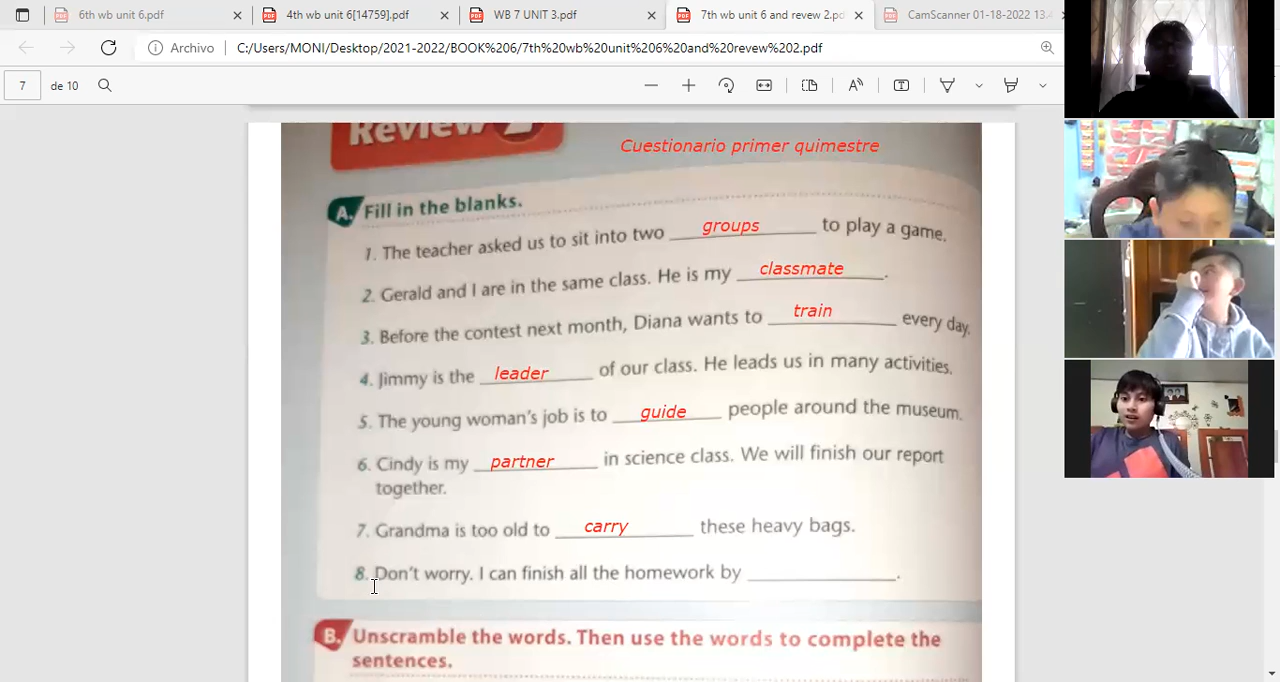 6th wb unit 6.pdf
4th wb unit 6[14759].pdf
WB 7 UNIT 3.pdf
7th wb unit 6 and revew 2.pd
CamScanner 01-18-2022 13.4
Archivo C:/Users/MONI/Desktop/2021-2022/BOOK%206/7th%20wb%20unit%206%20and%20revew%202.pdf
7 de 10
Review 2
Cuestionario primer quimestre
A. Fill in the blanks.
1. The teacher asked us to sit into two groups to play a game.
2. Gerald and I are in the same class. He is my classmate.
3. Before the contest next month, Diana wants to train every day.
4. Jimmy is the leader of our class. He leads us in many activities.
5. The young woman's job is to guide people around the museum.
6. Cindy is my partner in science class. We will finish our report
together.
7. Grandma is too old to carry these heavy bags.
8. Don't worry. I can finish all the homework by ____________.
B. Unscramble the words. Then use the words to complete the
sentences.